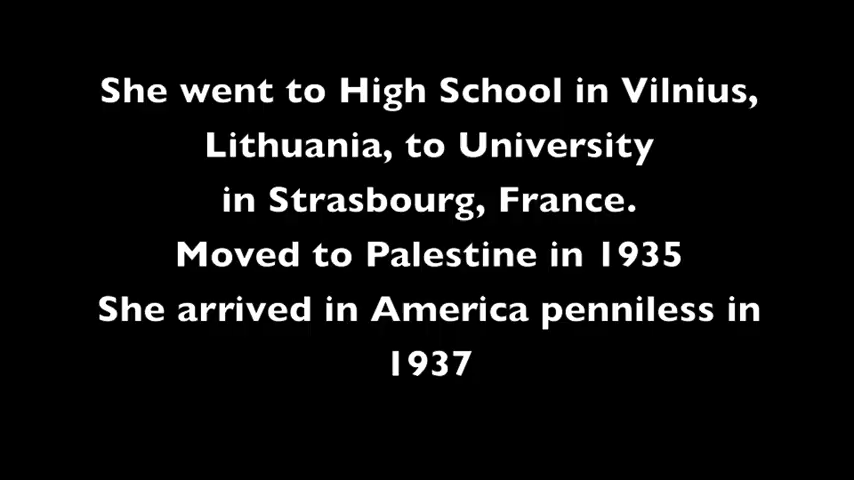 She went to High School in Vilnius,
Lithuania, to University
in Strasbourg, France.
Moved to Palestine in 1935
She arrived in America penniless in
1937